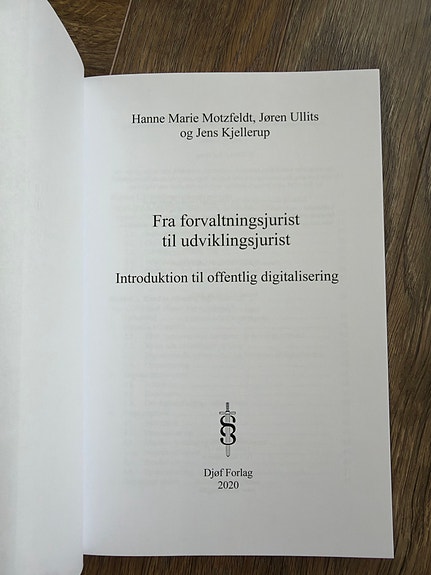 Hanne Marie Motzfeldt, Jøren Ullits
og Jens Kjellerup
Fra forvaltningsjurist
til udviklingsjurist
Introduktion til offentlig digitalisering
Djøf Forlag
2020